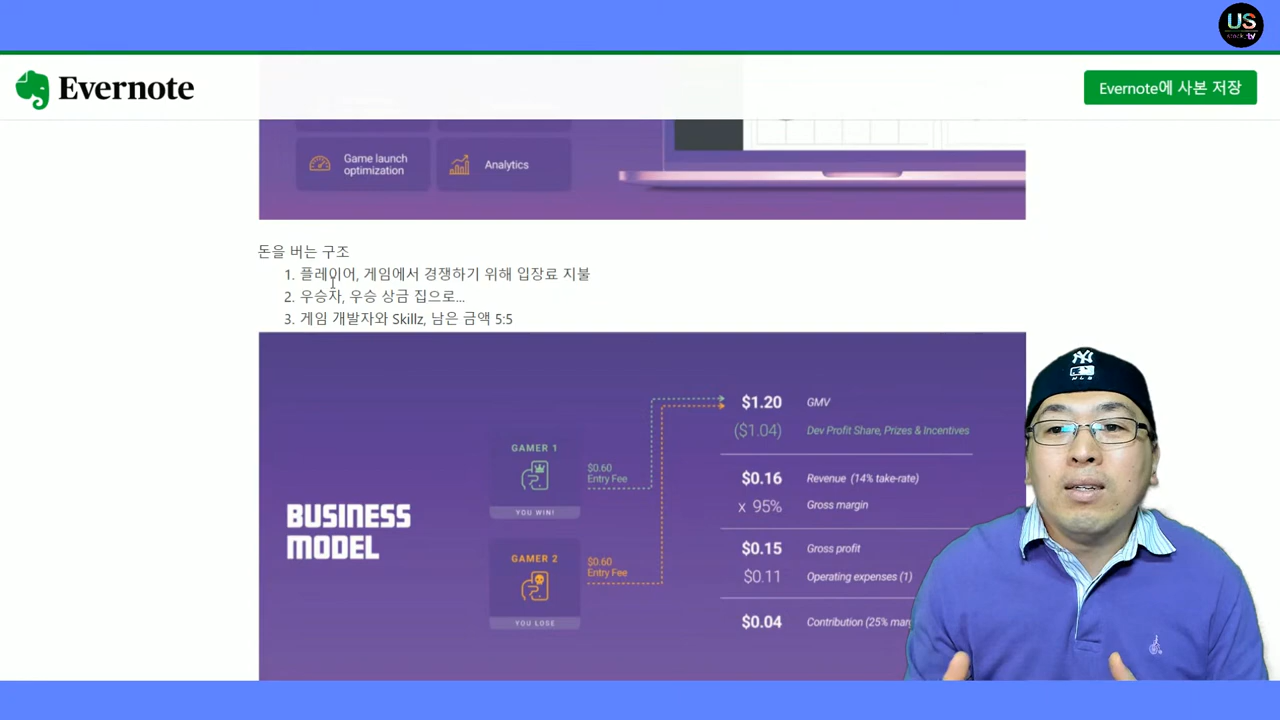 US
tv
Evernote
Evernote에 사본 저장
Game launch
optimization
Analytics
돈을 버는 구조
1. 플레이어, 게임에서 경쟁하기 위해 입장료 지불
2. 우승자, 우승 상금 집으로...
3. 게임 개발자와 Skillz, 남은 금액 5:5
BUSINESS
MODEL
GAMER 1
YOU WIN!
$0.60
Entry Fee
GAMER 2
YOU LOSE
$0.60
Entry Fee
$1.20 GMV
($1.04) Dev Profit Share, Prizes & Incentives
$0.16 Revenue (14% take-rate)
x 95% Gross margin
$0.15 Gross profit
$0.11 Operating expenses (1)
$0.04 Contribution (25%
NY
MLB